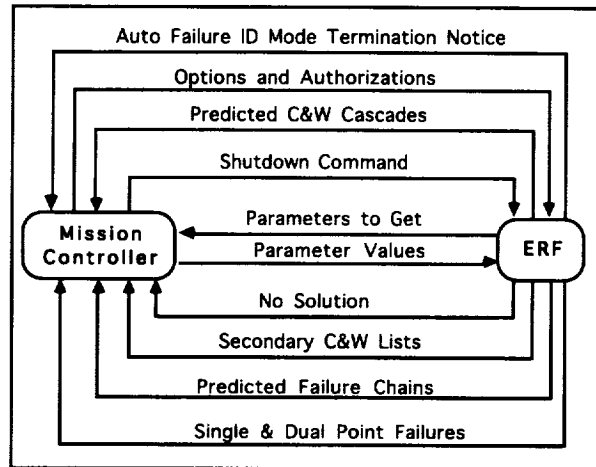 Auto Failure ID Mode Termination Notice
Options and Authorizations
Predicted C&W Cascades
Shutdown Command
Parameters to Get
Mission
Controller
ERF
Parameter Values
No Solution
Secondary C&W Lists
Predicted Failure Chains
Single & Dual Point Failures